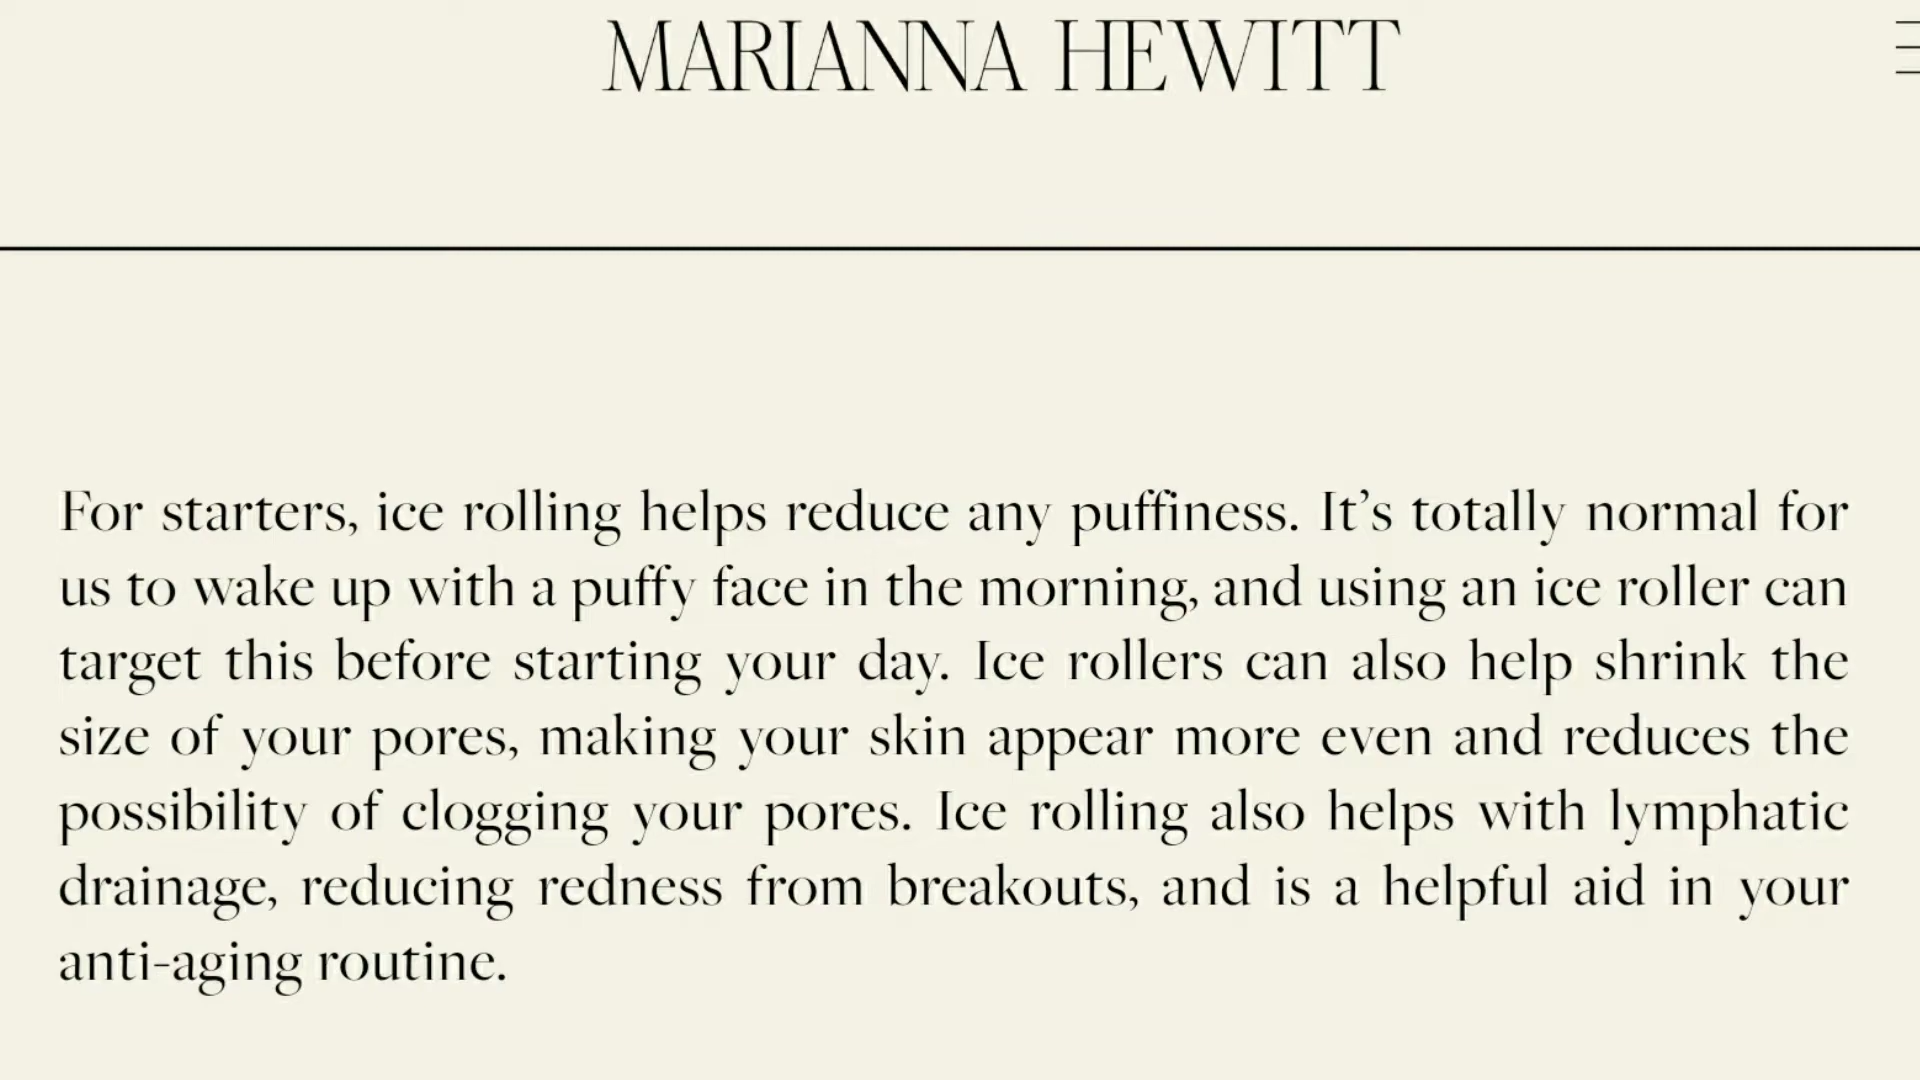 MARIANNA HEWITT
For starters, ice rolling helps reduce any puffiness. It’s totally normal for
us to wake up with a puffy face in the morning, and using an ice roller can
target this before starting your day. Ice rollers can also help shrink the
size of your pores, making your skin appear more even and reduces the
possibility of clogging your pores. Ice rolling also helps with lymphatic
drainage, reducing redness from breakouts, and is a helpful aid in your
anti-aging routine.